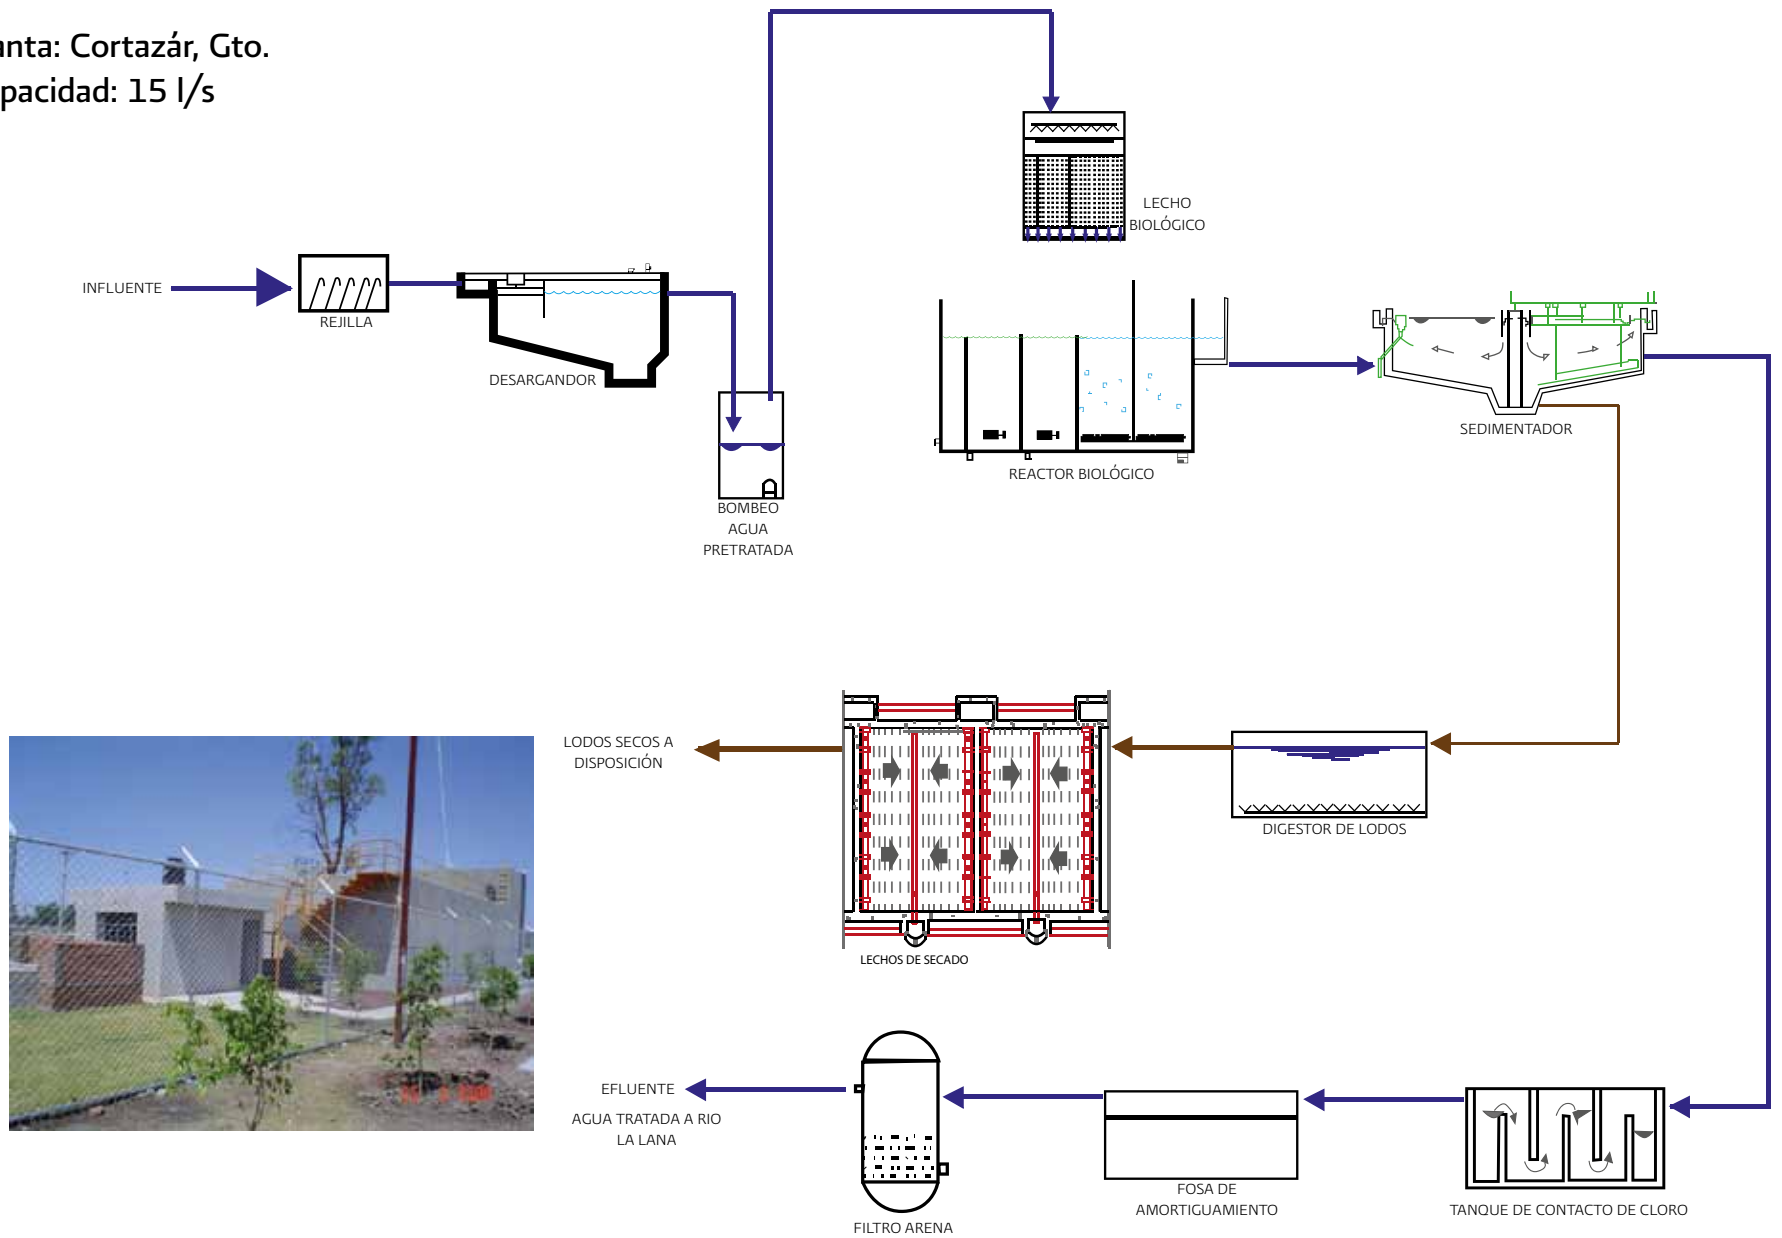 anta: Cortazár, Gto.
pacidad: 15 l/s
LECHO
BIOLÓGICO
INFLUENTE
REJILLA
DESARGANDOR
BOMBEO
AGUA
PRETRATADA
REACTOR BIOLÓGICO
SEDIMENTADOR
LODOS SECOS A
DISPOSICIÓN
DIGESTOR DE LODOS
LECHOS DE SECADO
EFLUENTE
AGUA TRATADA A RIO
LA LANA
FILTRO ARENA
FOSA DE
AMORTIGUAMIENTO
TANQUE DE CONTACTO DE CLORO